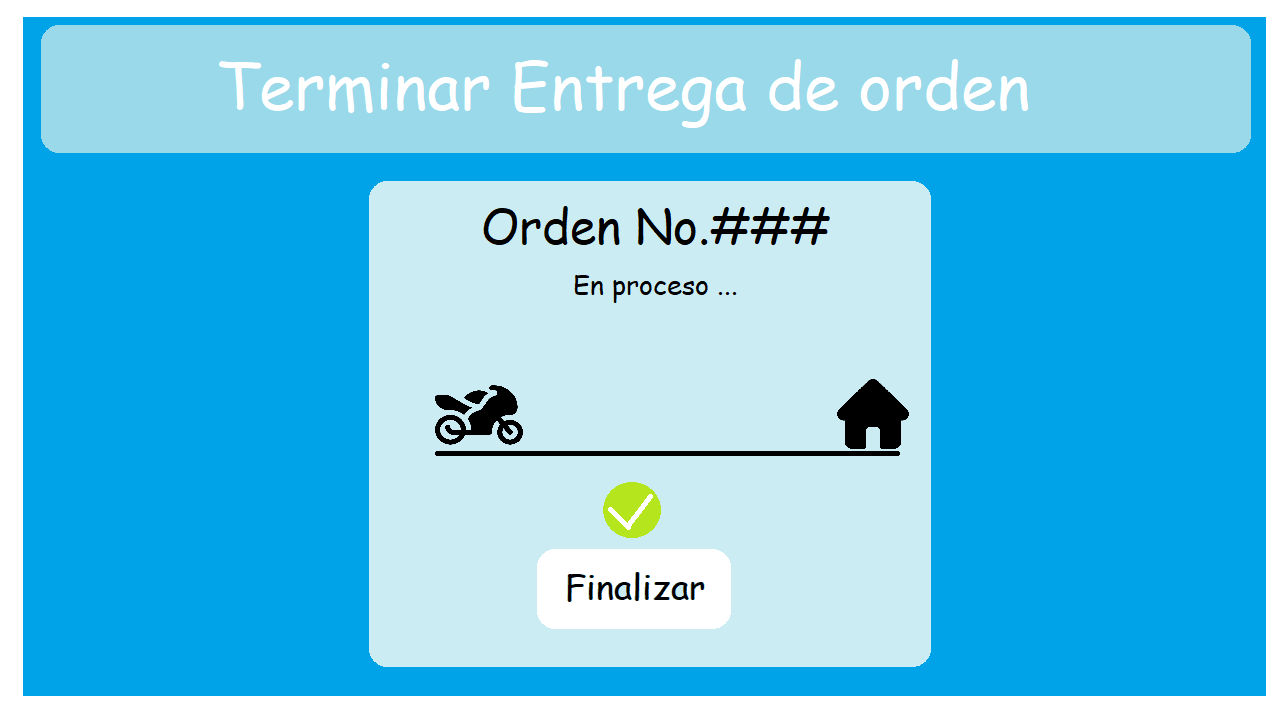 Terminar Entrega de orden
Orden No.###
En proceso ...
Finalizar